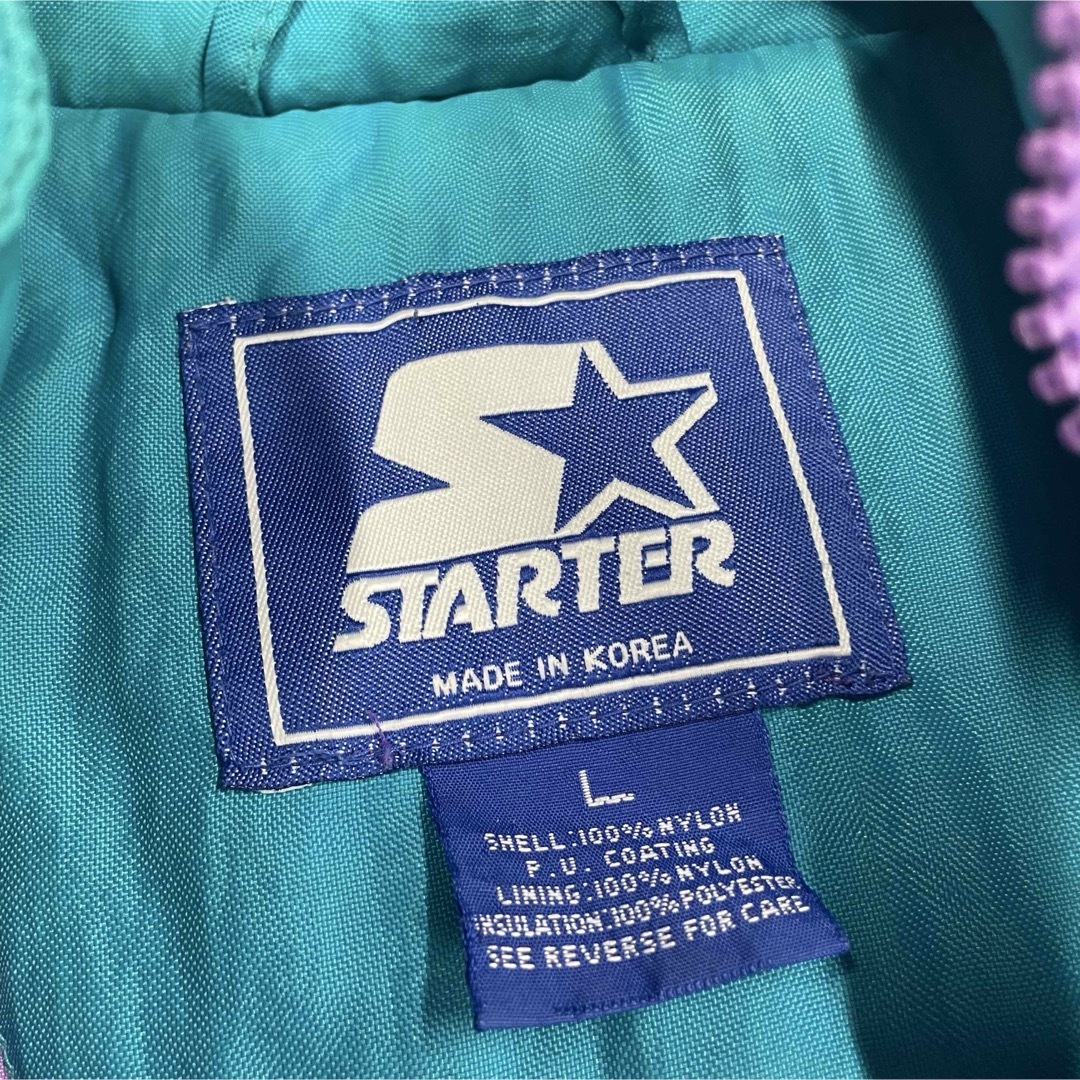 STARTER
MADE IN KOREA
L
SHELL:100% NYLON
P.U. COATING
LINING:100% NYLON
INSULATION:100% POLYESTER
SEE REVERSE FOR CARE